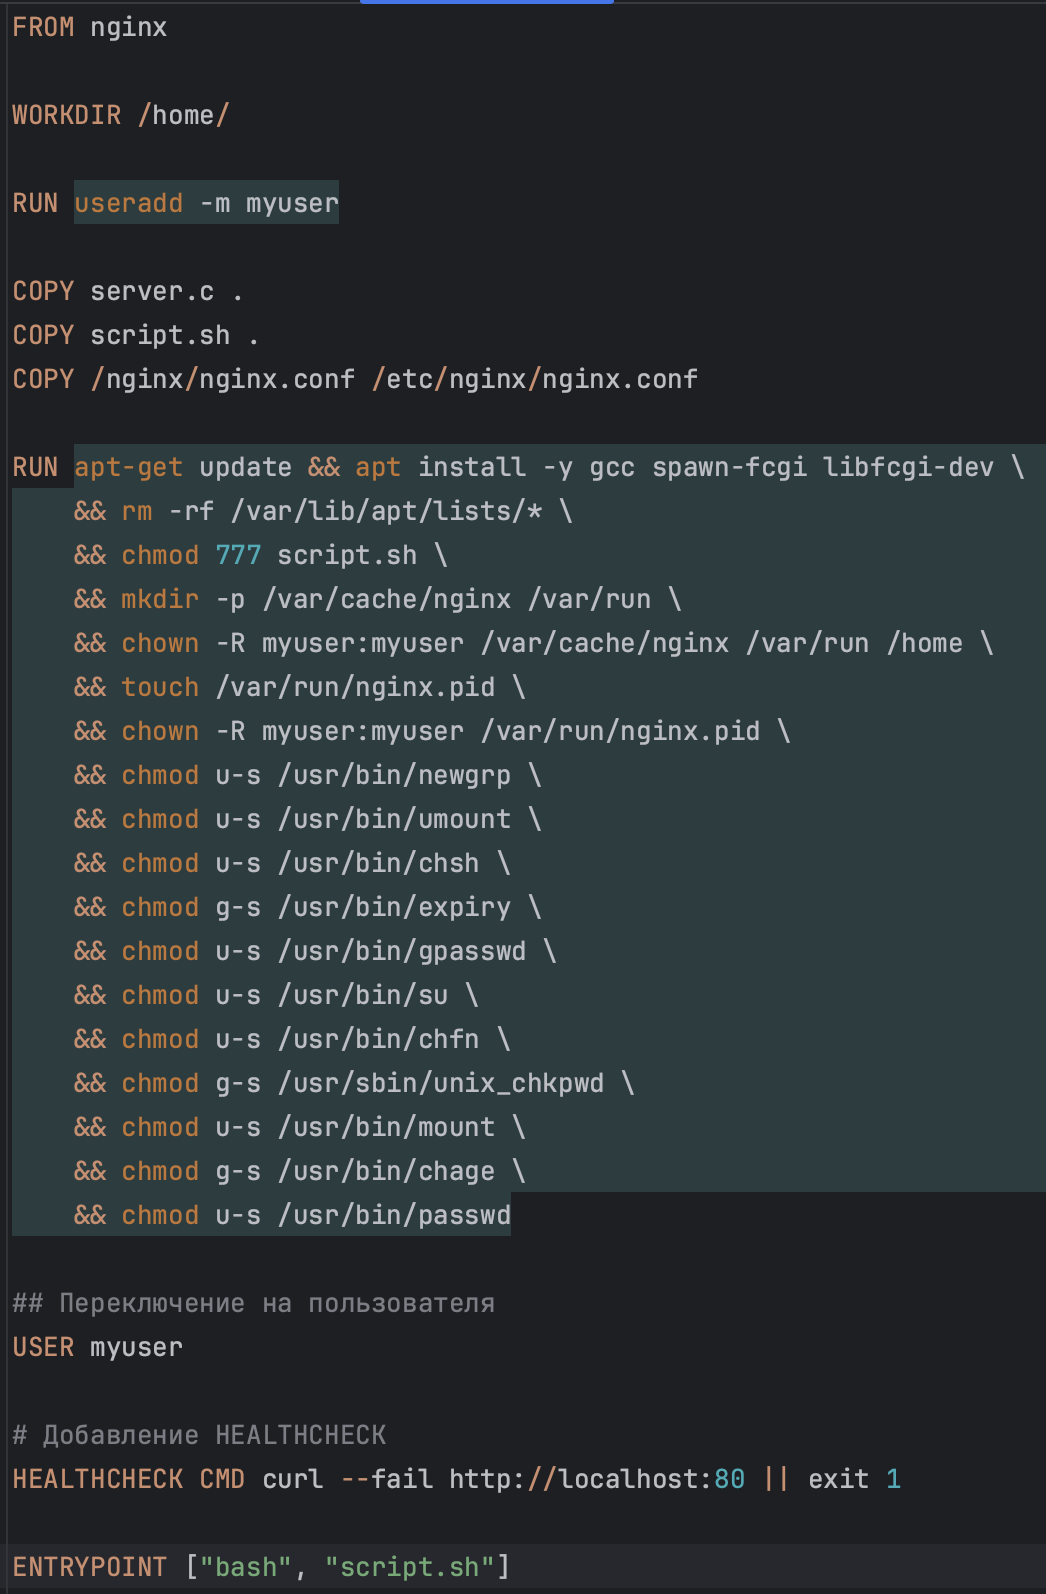 FROM nginx
WORKDIR /home/
RUN useradd -m myuser
COPY server.c .
COPY script.sh .
COPY /nginx/nginx.conf /etc/nginx/nginx.conf
RUN apt-get update && apt install -y gcc spawn-fcgi libfcgi-dev \
    && rm -rf /var/lib/apt/lists/* \
    && chmod 777 script.sh \
    && mkdir -p /var/cache/nginx /var/run \
    && chown -R myuser:myuser /var/cache/nginx /var/run /home \
    && touch /var/run/nginx.pid \
    && chown -R myuser:myuser /var/run/nginx.pid \
    && chmod u-s /usr/bin/newgrp \
    && chmod u-s /usr/bin/umount \
    && chmod u-s /usr/bin/chsh \
    && chmod g-s /usr/bin/expiry \
    && chmod u-s /usr/bin/gpasswd \
    && chmod u-s /usr/bin/su \
    && chmod u-s /usr/bin/chfn \
    && chmod g-s /usr/sbin/unix_chkpwd \
    && chmod u-s /usr/bin/mount \
    && chmod g-s /usr/bin/chage \
    && chmod u-s /usr/bin/passwd
## Переключение на пользователя
USER myuser
# Добавление HEALTHCHECK
HEALTHCHECK CMD curl --fail http://localhost:80 || exit 1
ENTRYPOINT ["bash", "script.sh"]